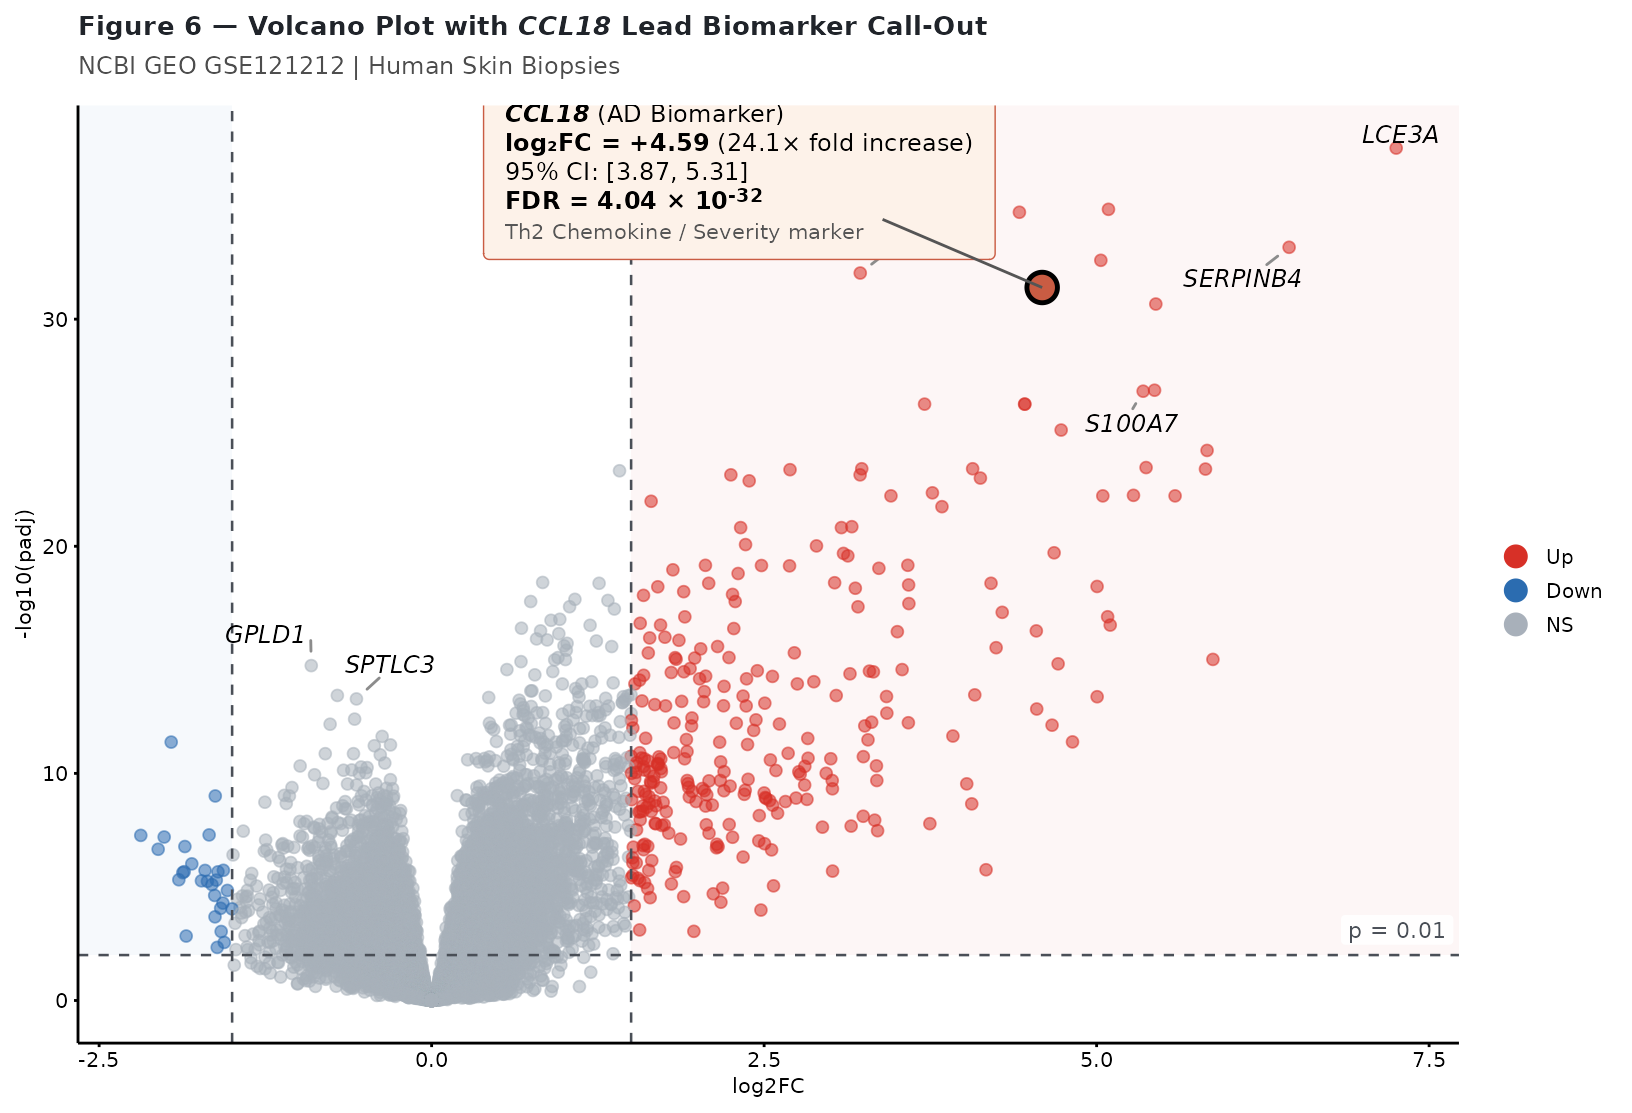 Figure 6 — Volcano Plot with CCL18 Lead Biomarker Call-Out
NCBI GEO GSE121212 | Human Skin Biopsies
CCL18 (AD Biomarker)
log₂FC = +4.59 (24.1× fold increase)
95% CI: [3.87, 5.31]
FDR = 4.04 × 10⁻³²
Th2 Chemokine / Severity marker
LCE3A
SERPINB4
S100A7
GPLD1
SPTLC3
p = 0.01
-log10(padj)
30
20
10
0
-2.5
0.0
2.5
5.0
7.5
log2FC
Up
Down
NS